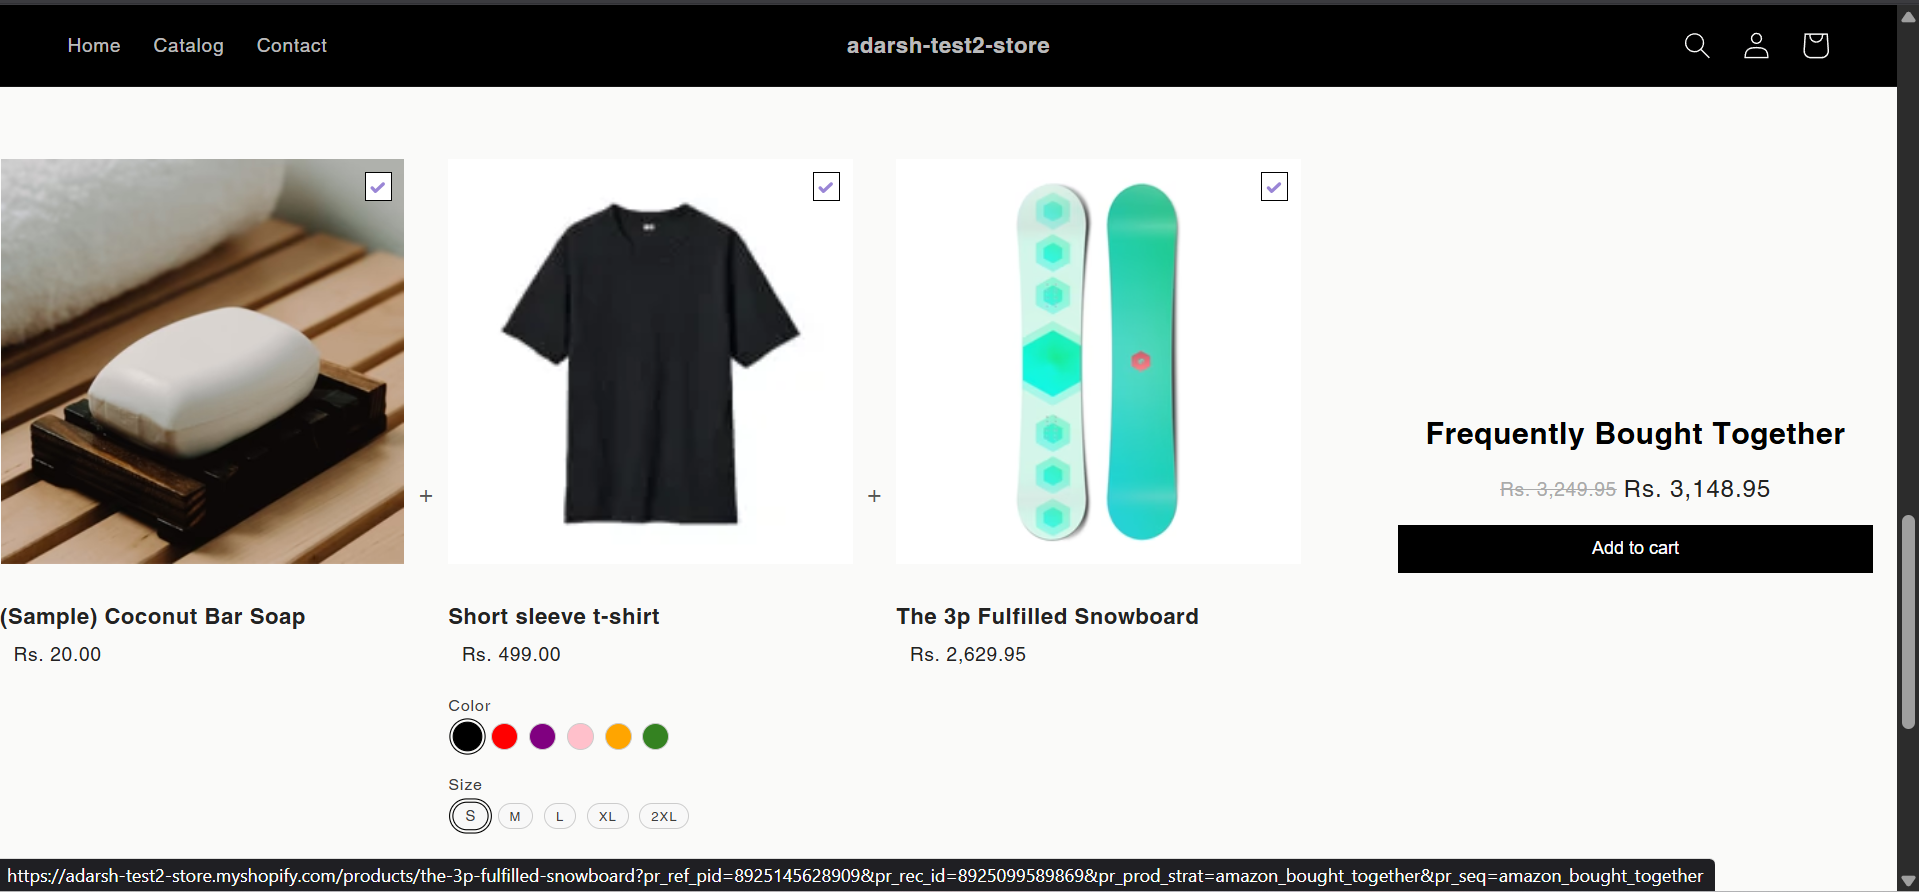 Home Catalog Contact
adarsh-test2-store
Frequently Bought Together
Rs. 3,249.95 Rs. 3,148.95
Add to cart
(Sample) Coconut Bar Soap
Rs. 20.00
+
Short sleeve t-shirt
Rs. 499.00
Color
Size
S M L XL 2XL
+
The 3p Fulfilled Snowboard
Rs. 2,629.95
https://adarsh-test2-store.myshopify.com/products/the-3p-fulfilled-snowboard?pr_ref_pid=8925145628909&pr_rec_id=8925099589869&pr_prod_strat=amazon_bought_together&pr_seq=amazon_bought_together